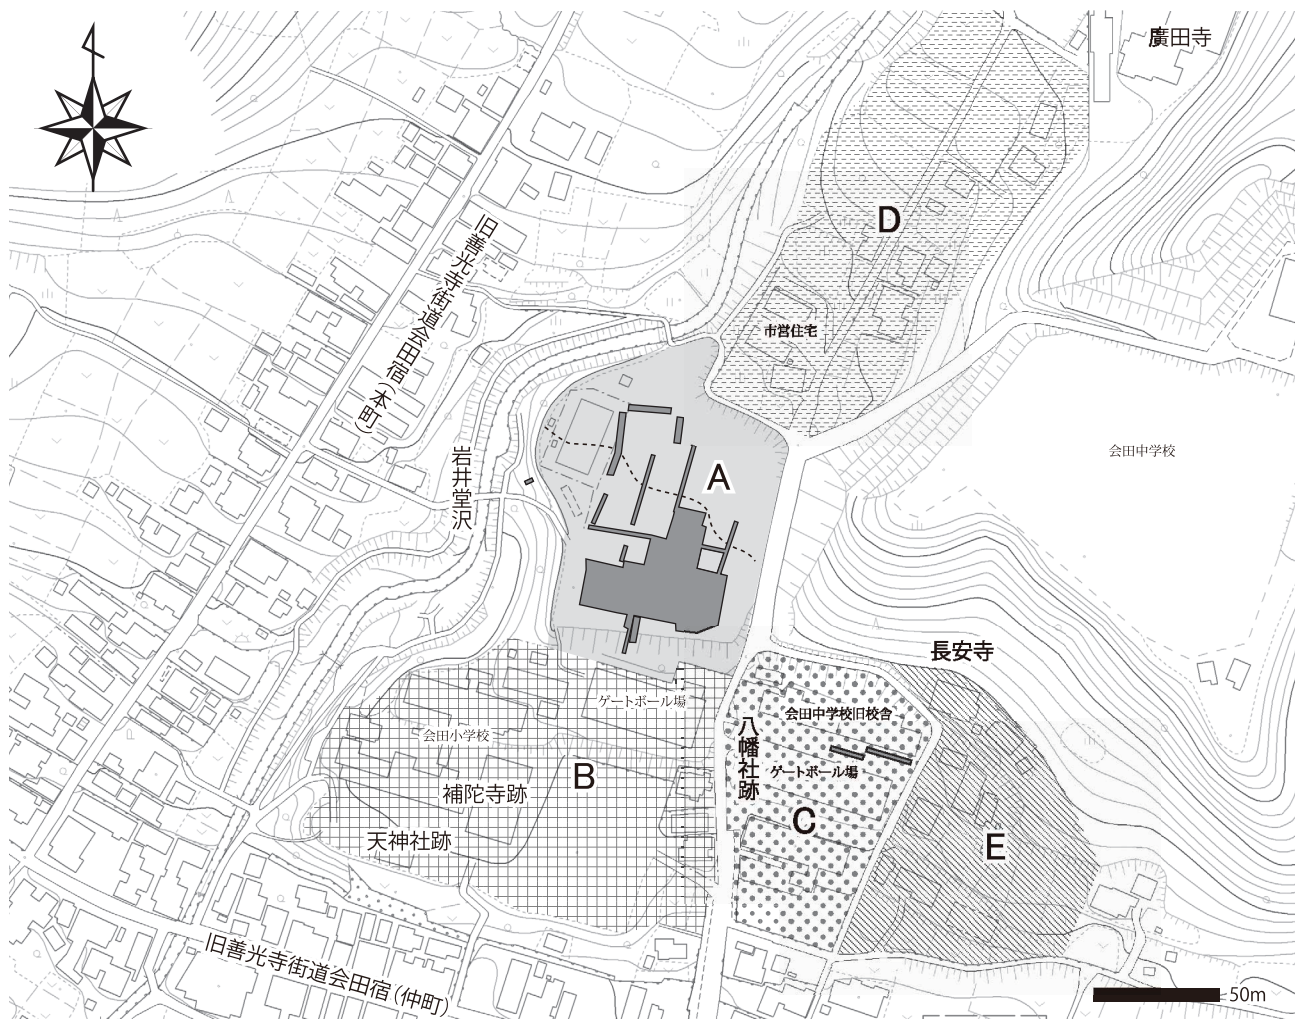 廣田寺
旧善光寺街道会田宿(本町)
D
市営住宅
会田中学校
岩井堂沢
A
長安寺
ゲートボール場
会田中学校旧校舎
八幡社跡
会田小学校
B
ゲートボール場
補陀寺跡
C
天神社跡
E
旧善光寺街道会田宿(仲町)
50m